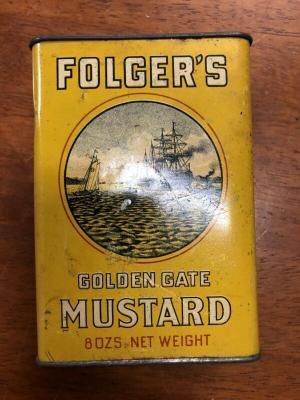 FOLGER'S
GOLDEN GATE
MUSTARD
8 OZS. NET WEIGHT